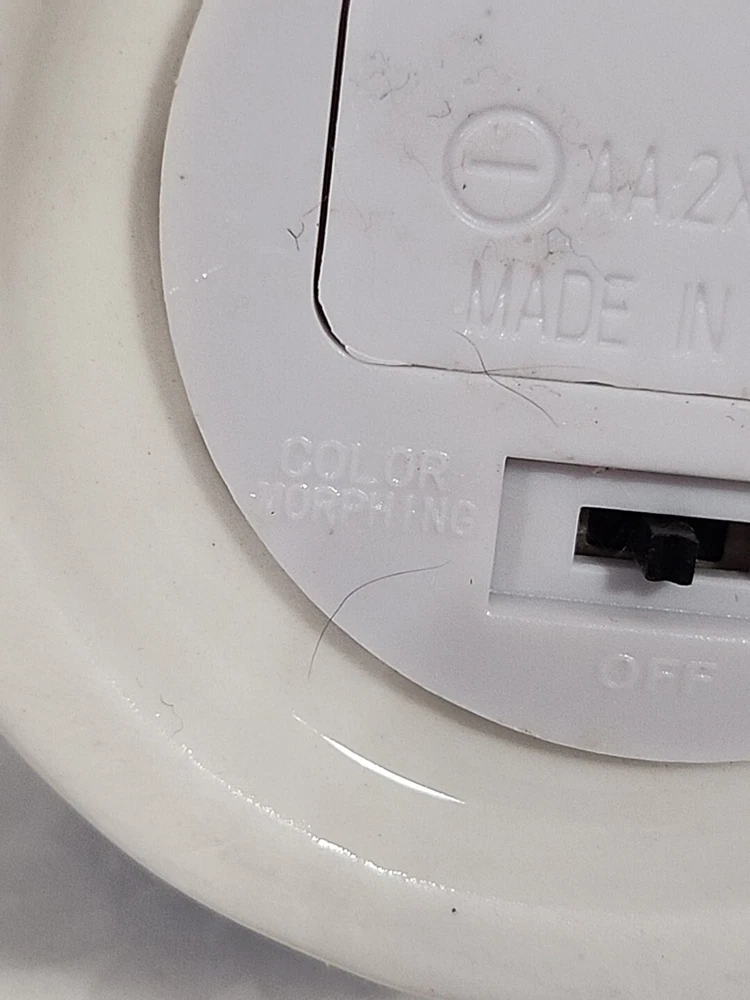 ⊖ AA.2X
MADE IN
COLOR
MORPHING
OFF